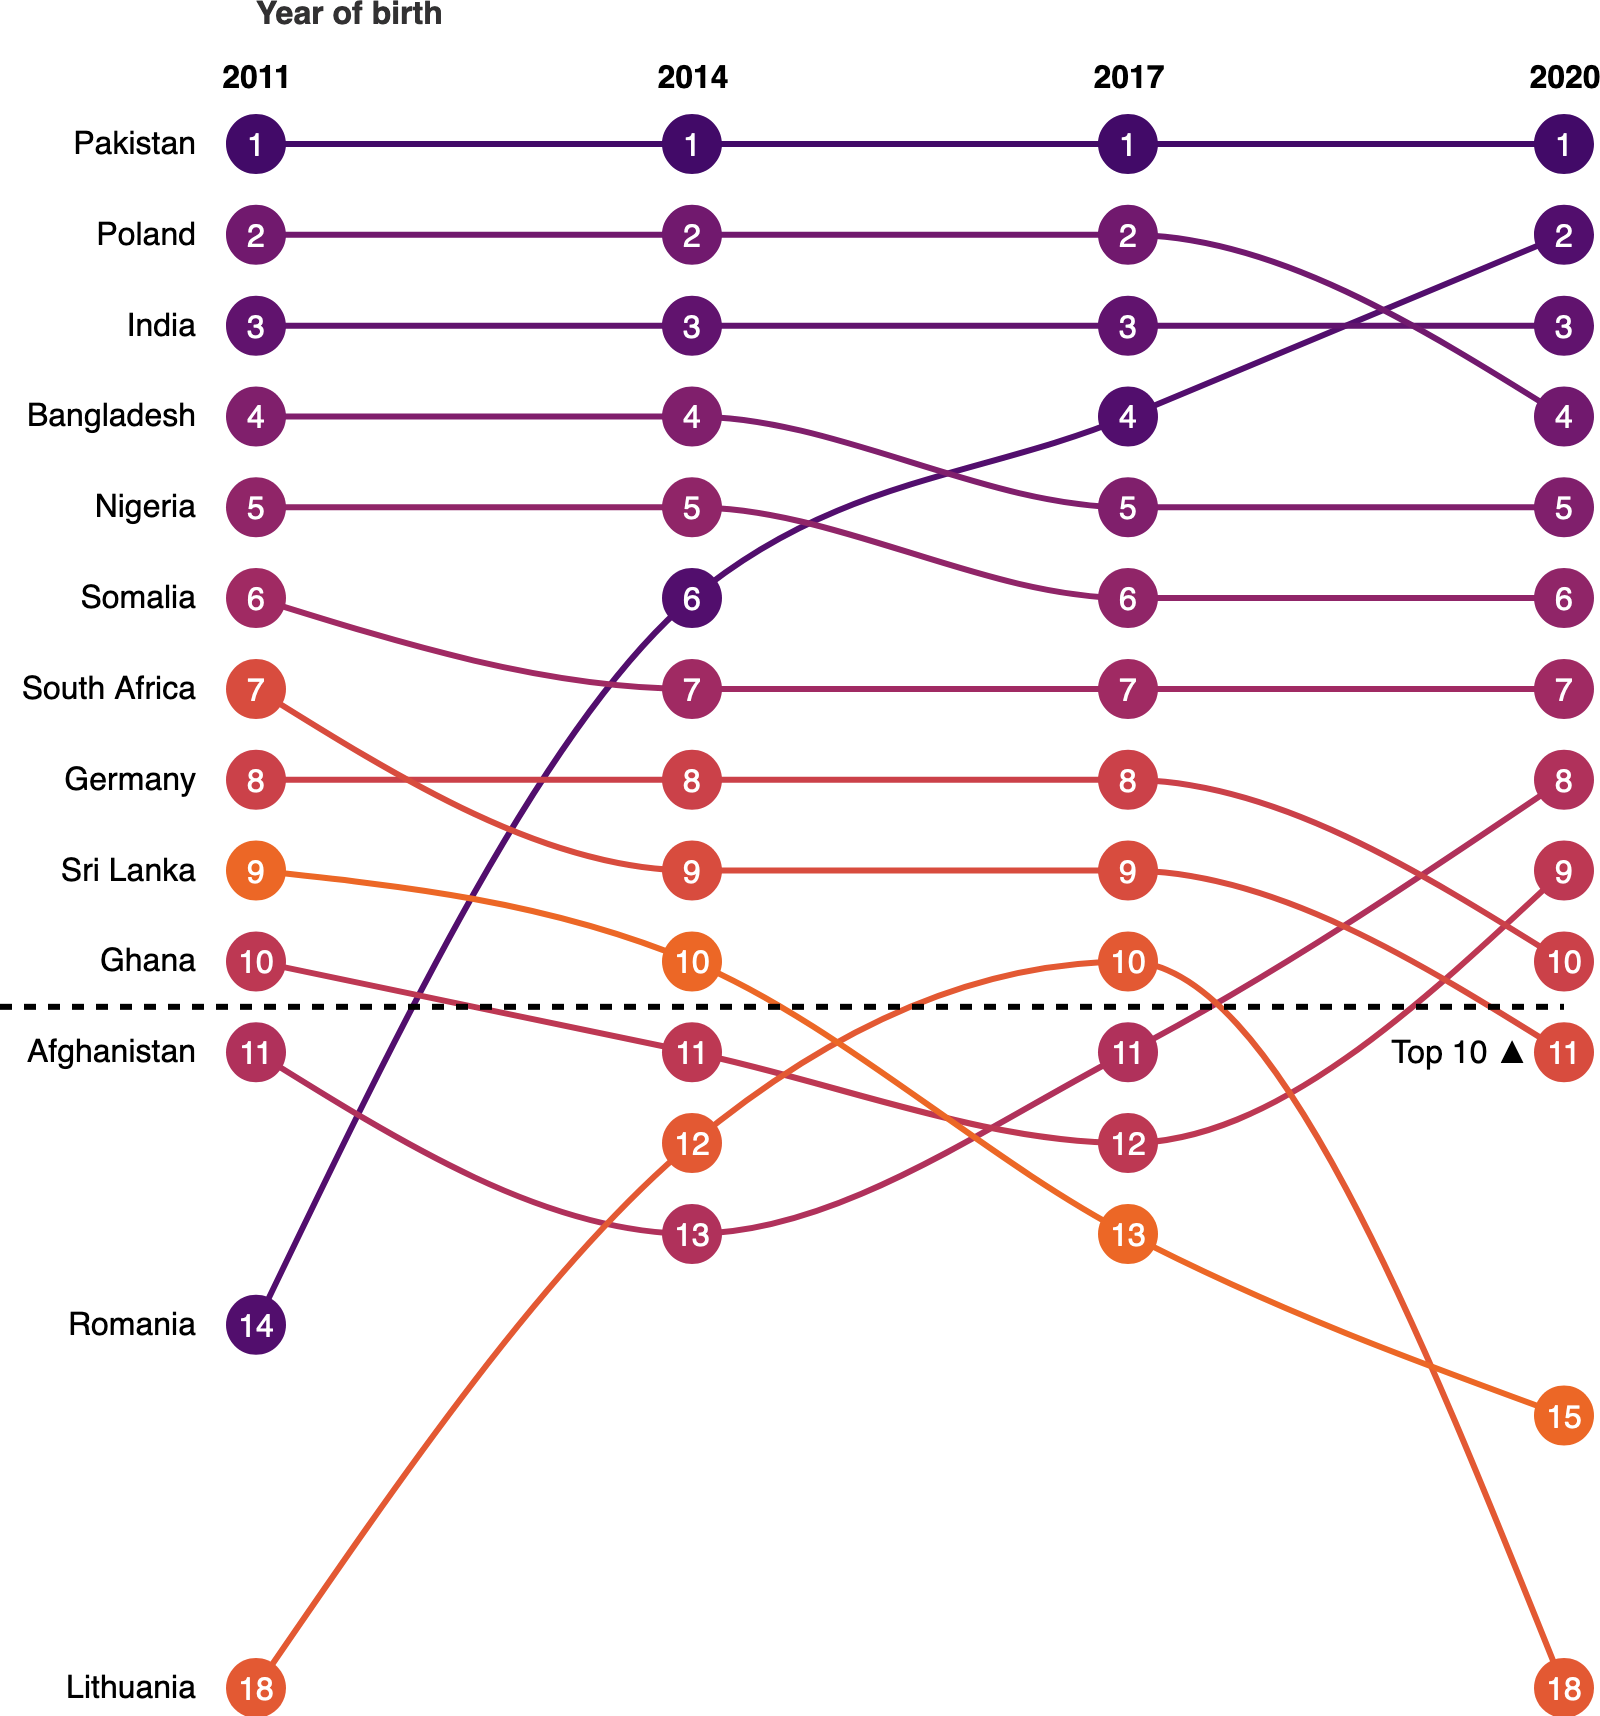 Year of birth
2011 2014 2017 2020
Pakistan 1 1 1 1
Poland 2 2 2 2
India 3 3 3 3
Bangladesh 4 4 4 4
Nigeria 5 5 5 5
Somalia 6 6 6 6
South Africa 7 7 7 7
Germany 8 8 8 8
Sri Lanka 9 9 9 9
Ghana 10 10 10 10
Afghanistan 11 11 11 Top 10 ▲ 11
12 12
13 13
Romania 14
15
Lithuania 18 18